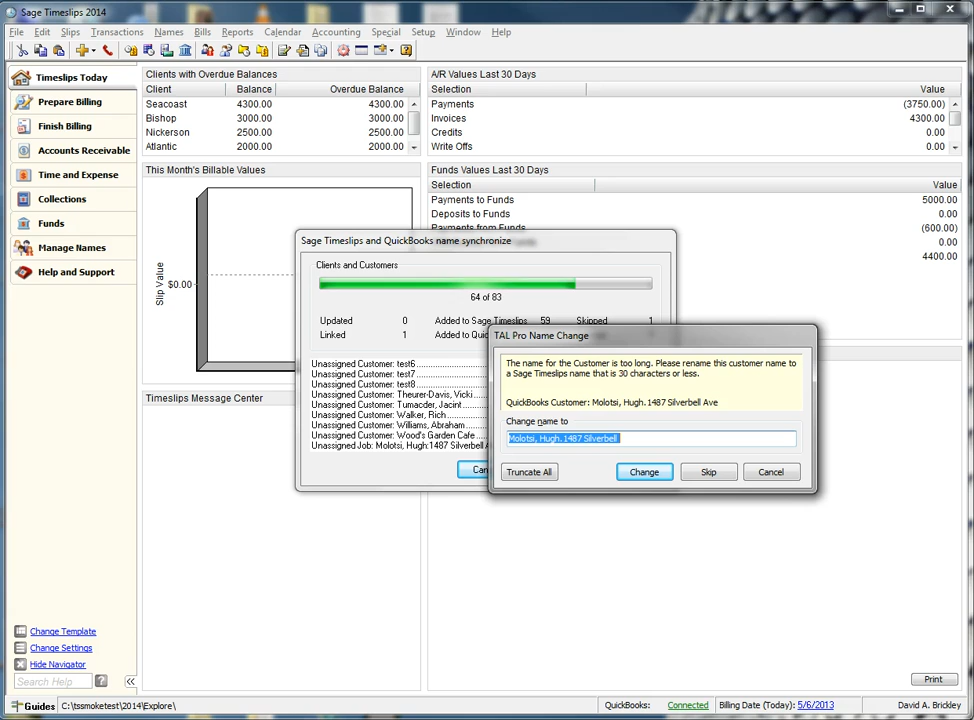 Sage Timeslips 2014
File Edit Slips Transactions Names Bills Reports Calendar Accounting Special Setup Window Help
Timeslips Today
Prepare Billing
Finish Billing
Accounts Receivable
Time and Expense
Collections
Funds
Manage Names
Help and Support
Clients with Overdue Balances
Client Balance Overdue Balance
Seacoast 4300.00 4300.00
Bishop 3000.00 3000.00
Nickerson 2500.00 2500.00
Atlantic 2000.00 2000.00
A/R Values Last 30 Days
Selection Value
Payments (3750.00)
Invoices 4300.00
Credits 0.00
Write Offs 0.00
This Month's Billable Values
Slip Value
$0.00
Funds Values Last 30 Days
Selection Value
Payments to Funds 5000.00
Deposits to Funds 0.00
Payments from Funds (600.00)
0.00
4400.00
Timeslips Message Center
Sage Timeslips and QuickBooks name synchronize
Clients and Customers
64 of 83
Updated 0 Added to Sage Timeslips 59 Skipped 1
Linked 1 Added to Quic
Unassigned Customer: test6
Unassigned Customer: test7
Unassigned Customer: test8
Unassigned Customer: Theurer-Davis, Vicki
Unassigned Customer: Tumacder, Jacint
Unassigned Customer: Walker, Rich
Unassigned Customer: Williams, Abraham
Unassigned Customer: Wood's Garden Cafe
Unassigned Job: Molotsi, Hugh:1487 Silverbell A
Can
TAL Pro Name Change
The name for the Customer is too long. Please rename this customer name to
a Sage Timeslips name that is 30 characters or less.
QuickBooks Customer: Molotsi, Hugh.1487 Silverbell Ave
Change name to
Molotsi, Hugh.1487 Silverbell
Truncate All Change Skip Cancel
Change Template
Change Settings
Hide Navigator
Search Help
Print
Guides C:\tssmoketest\2014\Explore\ QuickBooks: Connected Billing Date (Today): 5/6/2013 David A. Brickley